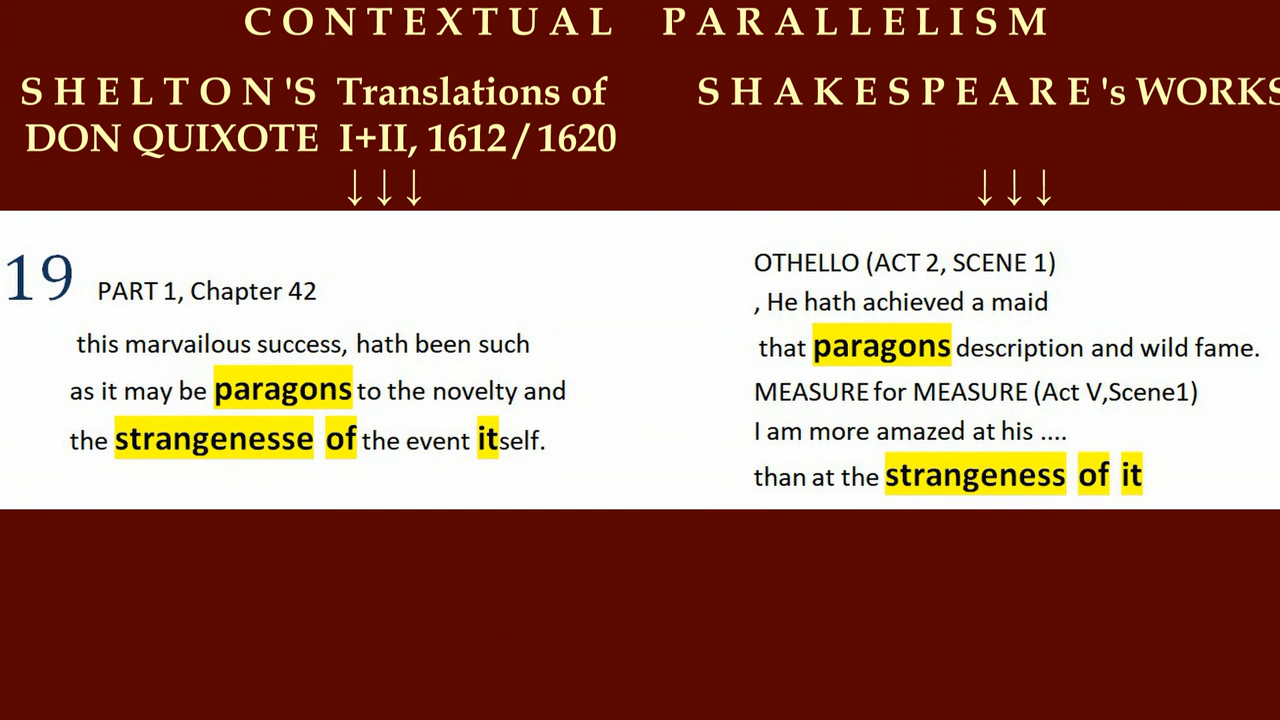 CONTEXTUAL PARALLELISM
SHELTON'S Translations of
DON QUIXOTE I+II, 1612 / 1620
SHAKESPEARE's WORKS
↓↓↓
↓↓↓
19 PART 1, Chapter 42
this marvailous success, hath been such
as it may be paragons to the novelty and
the strangenesse of the event itself.
OTHELLO (ACT 2, SCENE 1)
, He hath achieved a maid
that paragons description and wild fame.
MEASURE for MEASURE (Act V,Scene1)
I am more amazed at his ....
than at the strangeness of it